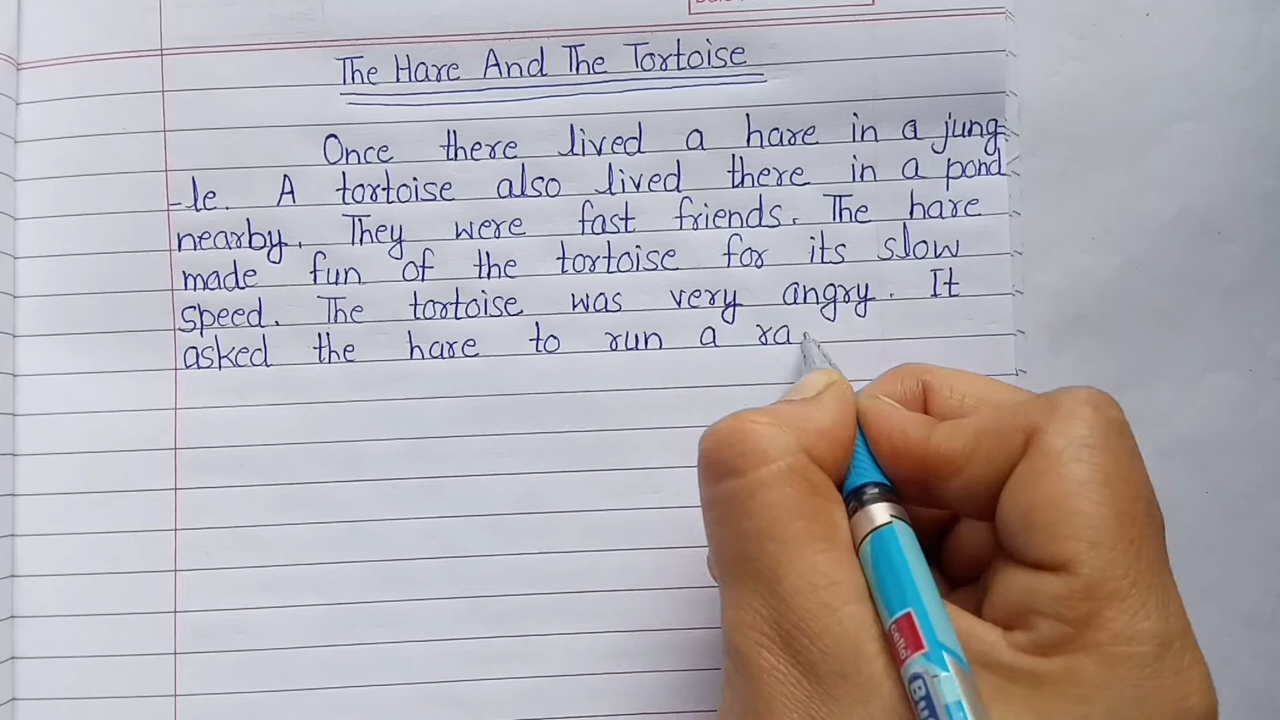 The Hare And The Tortoise
Once there lived a hare in a jung-
-le. A tortoise also lived there in a pond
nearby. They were fast friends. The hare
made fun of the tortoise for its slow
speed. The tortoise was very angry. It
asked the hare to run a ra
cello